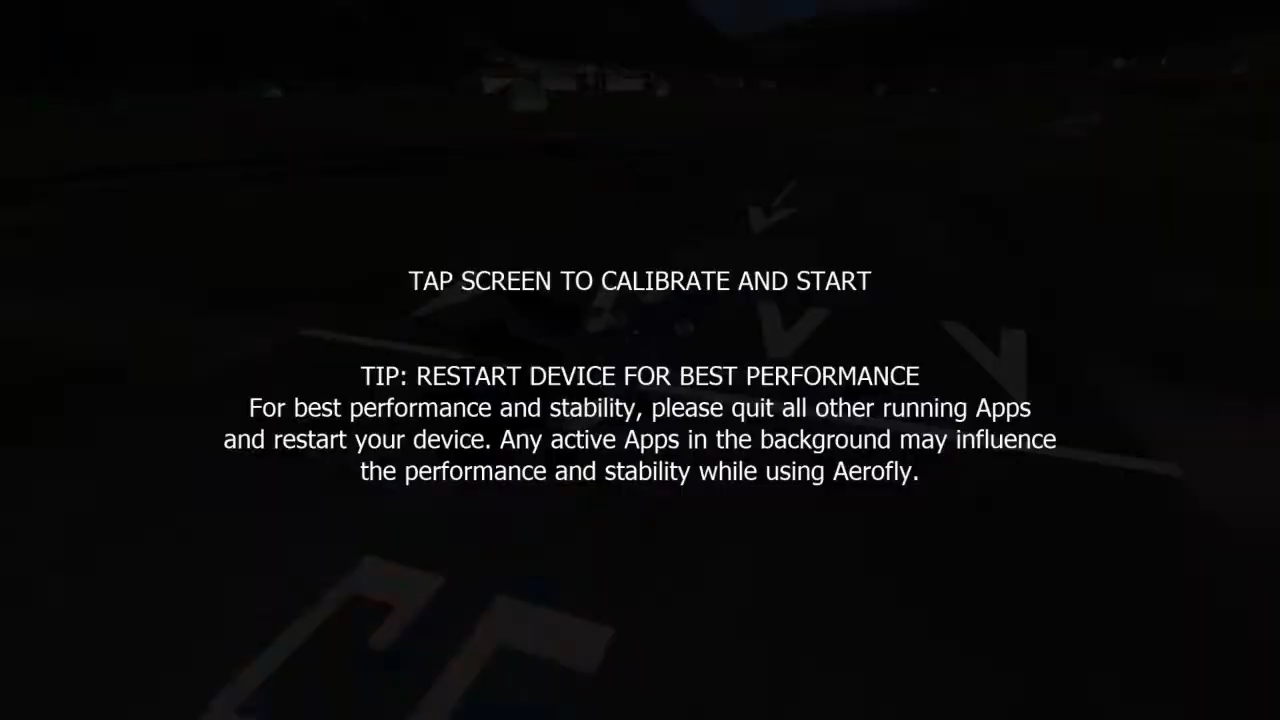 TAP SCREEN TO CALIBRATE AND START
TIP: RESTART DEVICE FOR BEST PERFORMANCE
For best performance and stability, please quit all other running Apps
and restart your device. Any active Apps in the background may influence
the performance and stability while using Aerofly.